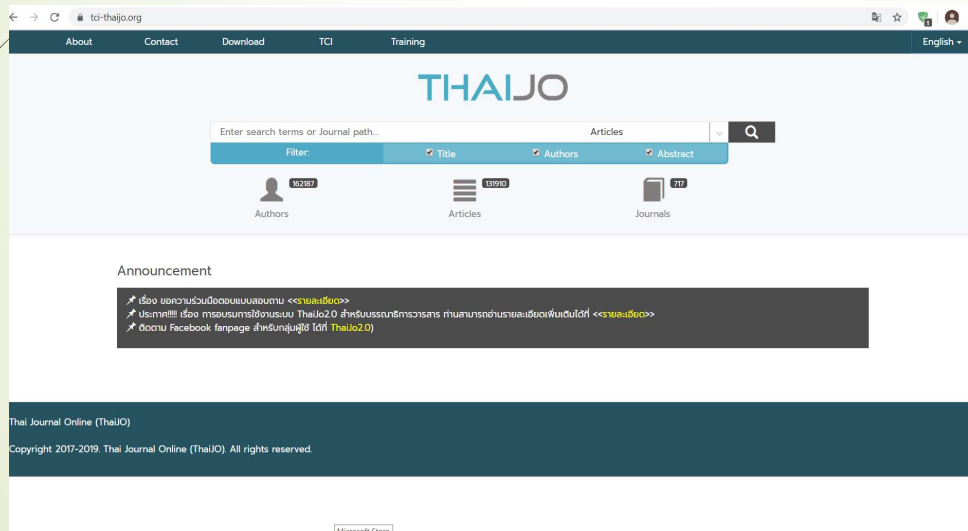 tci-thaijo.org
1
About Contact Download TCI Training English
THAIJO
Enter search terms or Journal path... Articles
Filter: Title Authors Abstract
162187 131910 717
Authors Articles Journals
Announcement
เรื่อง ขอความร่วมมือตอบแบบสอบถาม <<รายละเอียด>>
ประกาศ!!!!! เรื่อง การอบรมการใช้งานระบบ ThaiJo2.0 สำหรับบรรณาธิการวารสาร ท่านสามารถอ่านรายละเอียดเพิ่มเติมได้ที่ <<รายละเอียด>>
ติดตาม Facebook fanpage สำหรับกลุ่มผู้ใช้ ได้ที่ ThaiJo2.0)
Thai Journal Online (ThaiJO)
Copyright 2017-2019. Thai Journal Online (ThaiJO). All rights reserved.
Microsoft Store